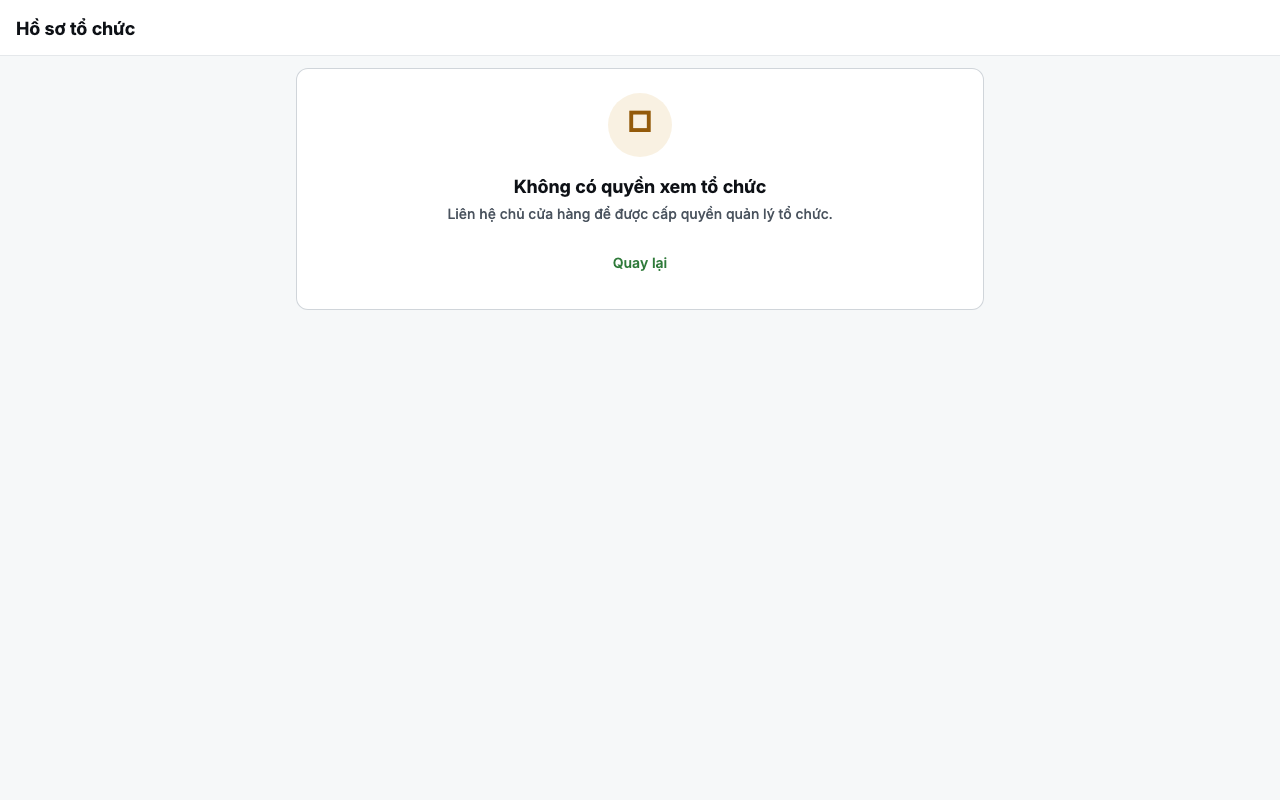 Hồ sơ tổ chức
Không có quyền xem tổ chức
Liên hệ chủ cửa hàng để được cấp quyền quản lý tổ chức.
Quay lại